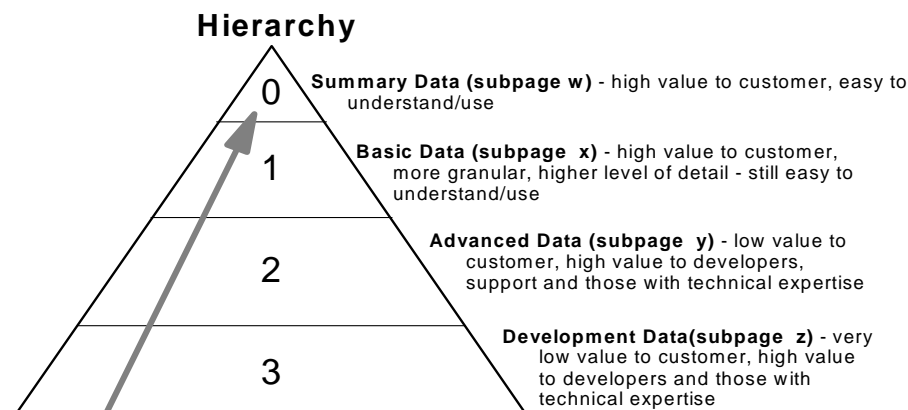 Hierarchy
0
Summary Data (subpage w) - high value to customer, easy to
understand/use
1
Basic Data (subpage x) - high value to customer,
more granular, higher level of detail - still easy to
understand/use
2
Advanced Data (subpage y) - low value to
customer, high value to developers,
support and those with technical expertise
3
Development Data(subpage z) - very
low value to customer, high value
to developers and those with
technical expertise